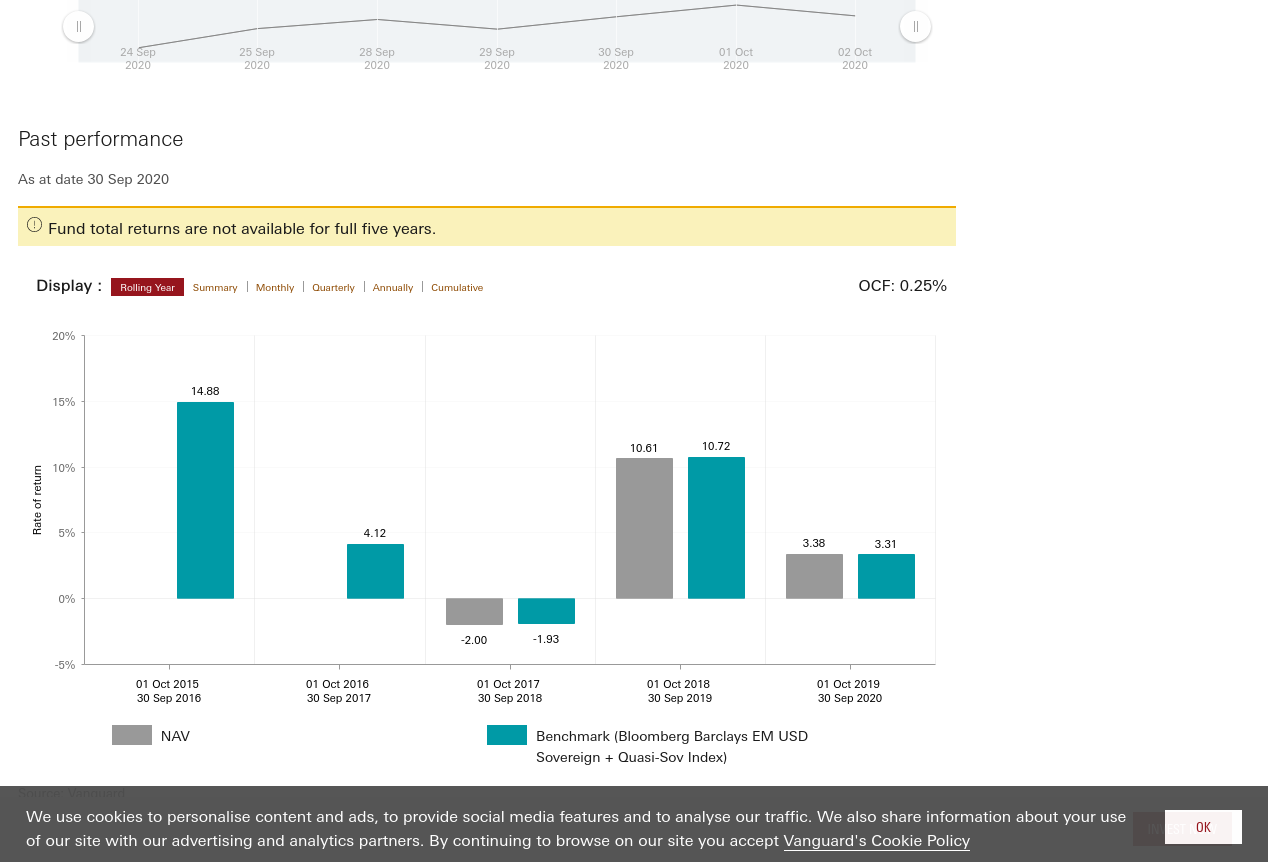 24 Sep 25 Sep 28 Sep 29 Sep 30 Sep 01 Oct 02 Oct
2020 2020 2020 2020 2020 2020 2020
Past performance
As at date 30 Sep 2020
Fund total returns are not available for full five years.
Display : Rolling Year Summary Monthly Quarterly Annually Cumulative OCF: 0.25%
Rate of return
20%
15%
10%
5%
0%
-5%
14.88
4.12
-2.00
-1.93
10.61
10.72
3.38
3.31
01 Oct 2015 01 Oct 2016 01 Oct 2017 01 Oct 2018 01 Oct 2019
30 Sep 2016 30 Sep 2017 30 Sep 2018 30 Sep 2019 30 Sep 2020
NAV
Benchmark (Bloomberg Barclays EM USD
Sovereign + Quasi-Sov Index)
Source: Vanguard
We use cookies to personalise content and ads, to provide social media features and to analyse our traffic. We also share information about your use
of our site with our advertising and analytics partners. By continuing to browse on our site you accept Vanguard's Cookie Policy
OK